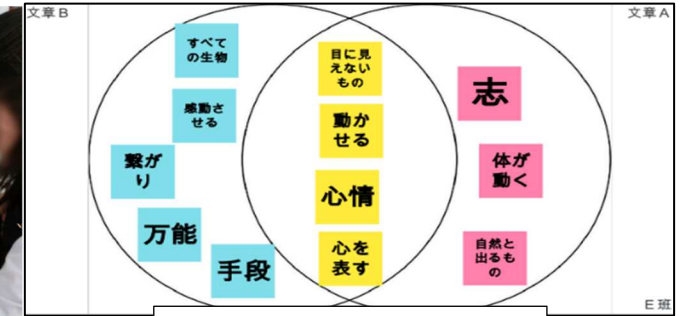 文章B
文章A
すべて
の生物
感動さ
せる
繋が
り
万能
手段
目に見
えない
もの
動か
せる
心情
心を
表す
志
体が
動く
自然と
出るも
の
E班